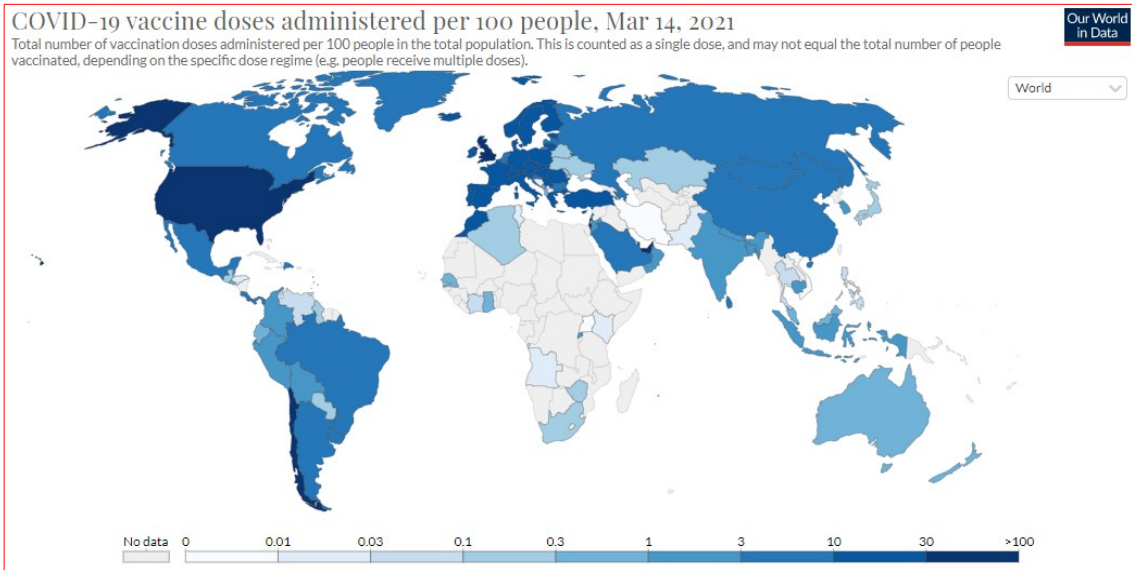 COVID-19 vaccine doses administered per 100 people, Mar 14, 2021
Our World
in Data
Total number of vaccination doses administered per 100 people in the total population. This is counted as a single dose, and may not equal the total number of people
vaccinated, depending on the specific dose regime (e.g. people receive multiple doses).
World
No data 0 0.01 0.03 0.1 0.3 1 3 10 30 >100